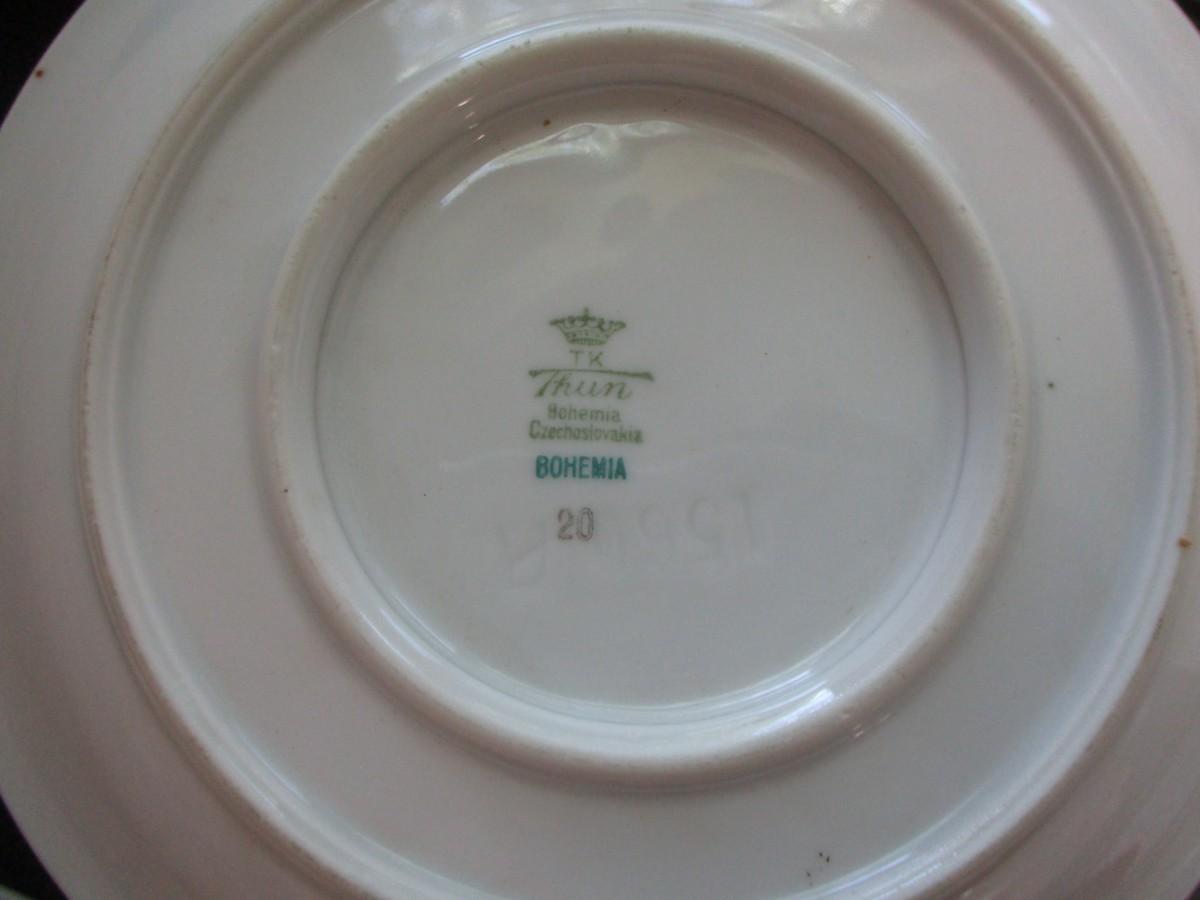 TK
Thun
Bohemia
Czechoslovakia
BOHEMIA
20